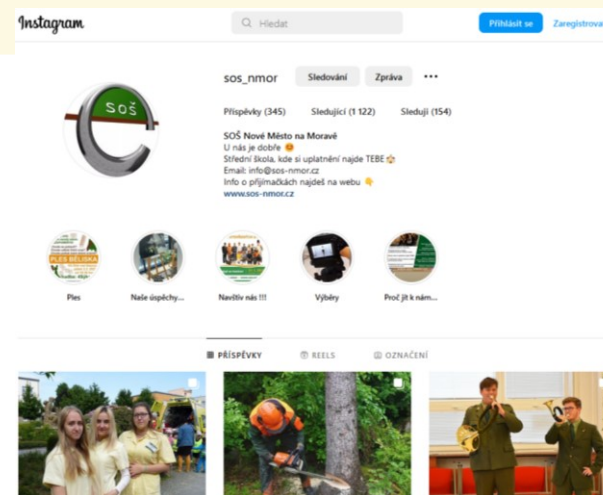 Instagram
Hledat
Přihlásit se
Zaregistrova
SOŠ
sos_nmor
Sledování
Zpráva
Příspěvky (345)
Sledující (1 122)
Sleduji (154)
SOŠ Nové Město na Moravě
U nás je dobře
Střední škola, kde si uplatnění najde TEBE
Email: info@sos-nmor.cz
Info o přijímačkách najdeš na webu
www.sos-nmor.cz
PLES BĚLISKA
Ples
Naše úspěchy...
Navštiv nás !!!
Výběry
Proč jít k nám...
PŘÍSPĚVKY
REELS
OZNAČENÍ